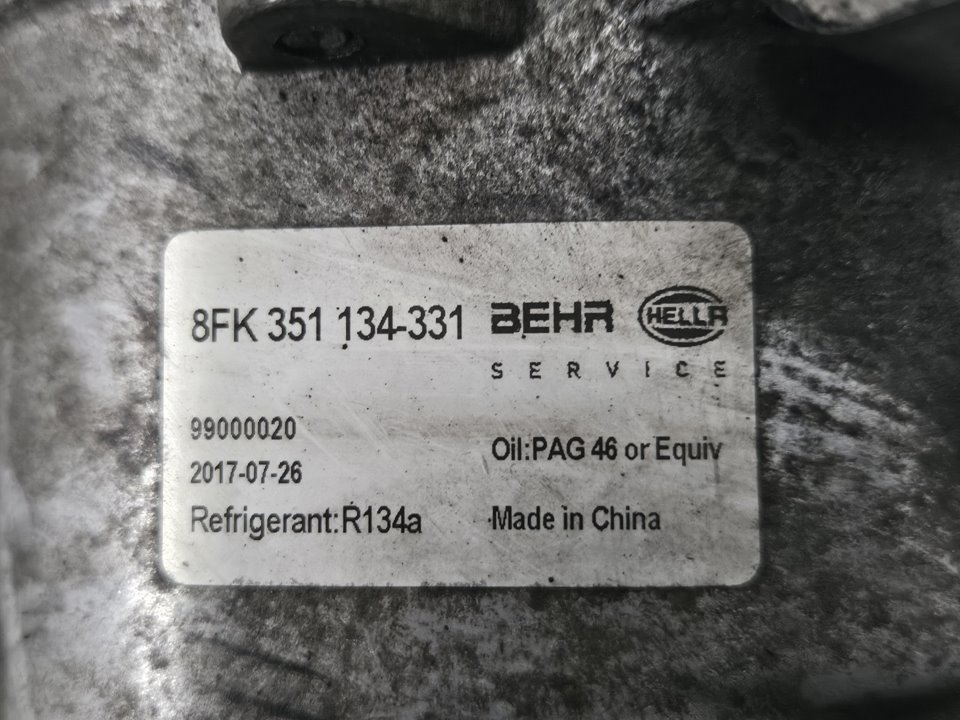 8FK 351 134-331 BEHR HELLA
SERVICE
99000020
2017-07-26
Oil:PAG 46 or Equiv
Refrigerant:R134a
Made in China